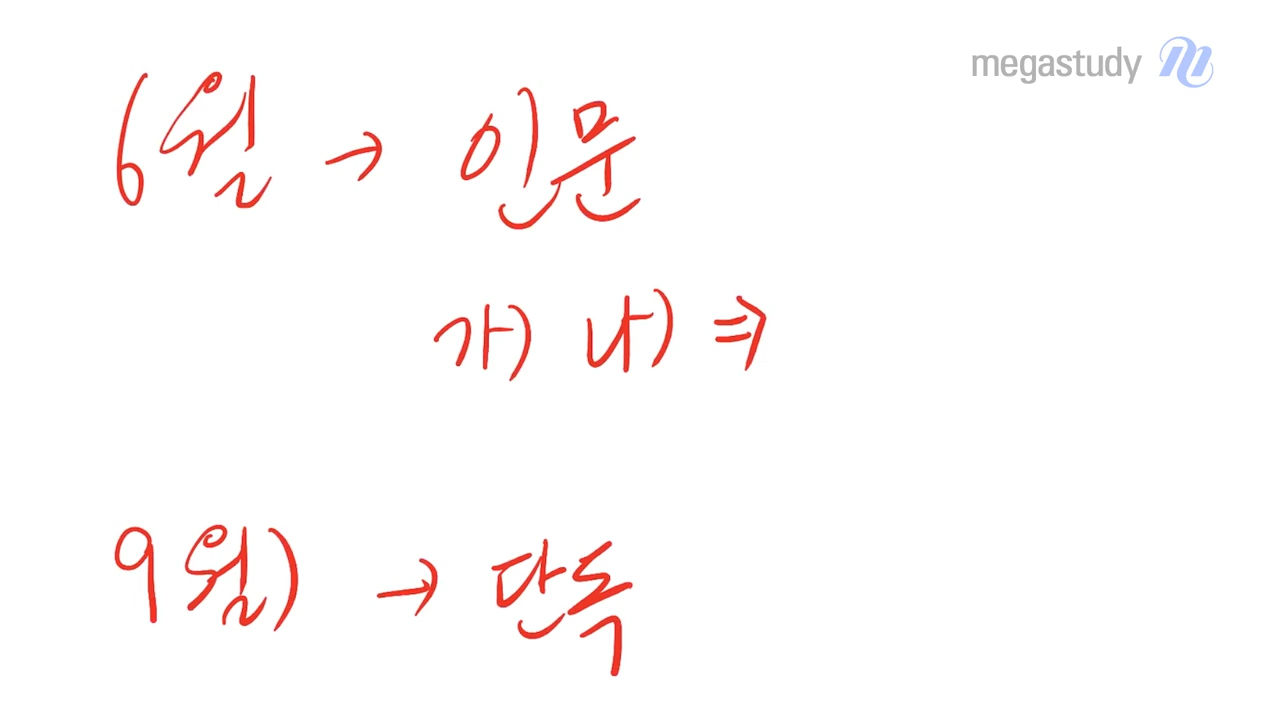 megastudy
6월 → 인문
가) 나) ⇒
9월) → 단독